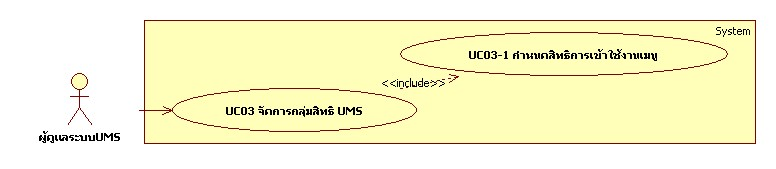 System
UC03-1 กำหนดสิทธิการเข้าใช้งานเมนู
<<include>>
UC03 จัดการกลุ่มสิทธิ UMS
ผู้ดูแลระบบUMS